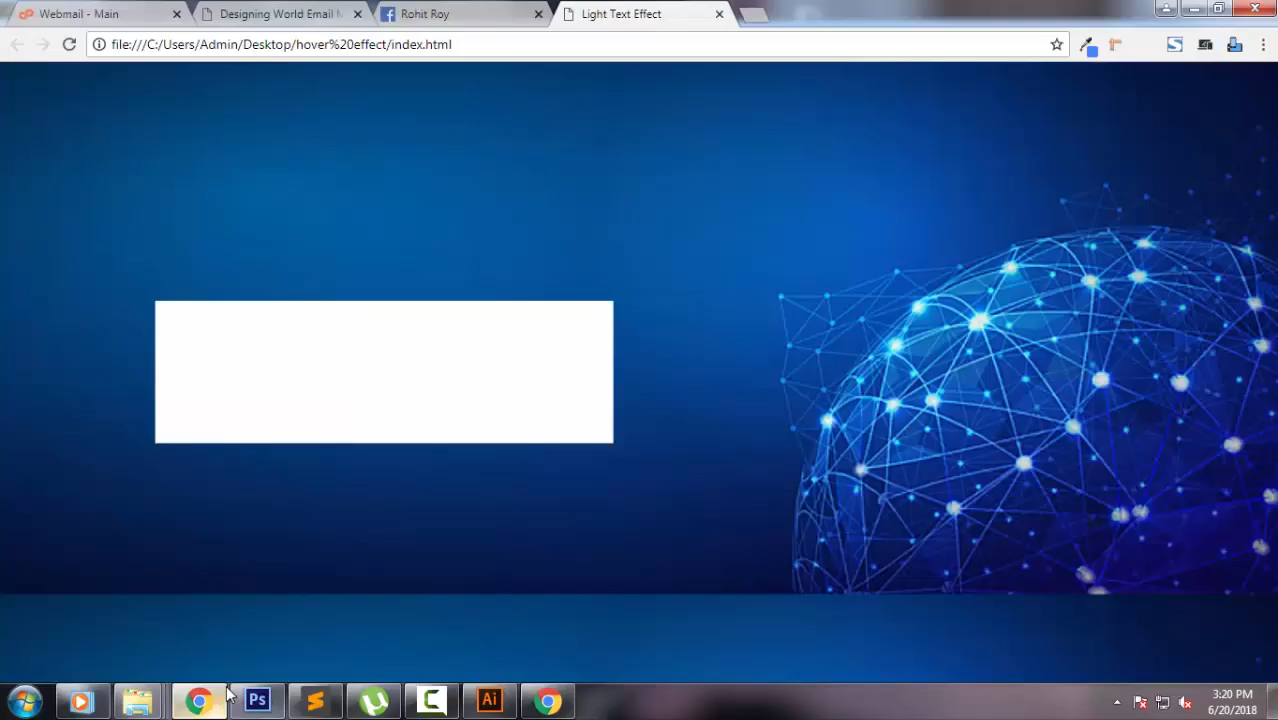 Webmail - Main
Designing World Email M
Rohit Roy
Light Text Effect
file:///C:/Users/Admin/Desktop/hover%20effect/index.html
Ps
Ai
3:20 PM
6/20/2018